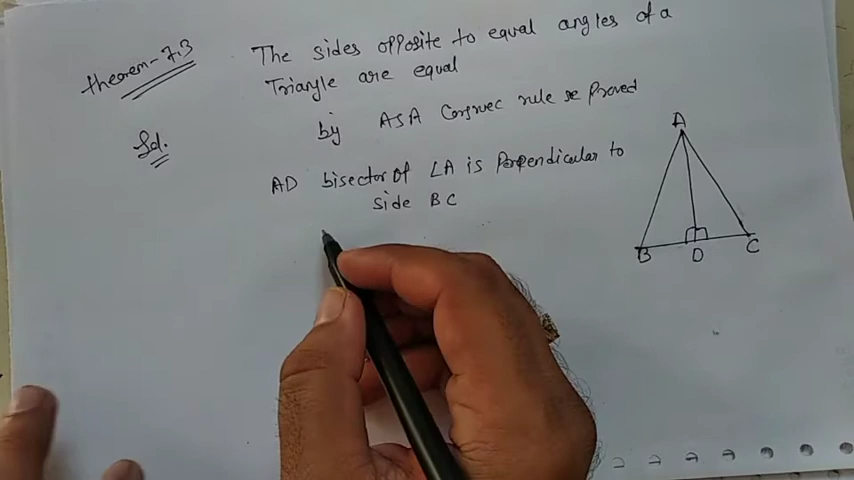 Theorem-7.3
The sides opposite to equal angles of a
Triangle are equal
Sol.
by ASA Congruec rule se Proved
AD bisector of ∠A is Perpendicular to
side BC
A
B
D
C